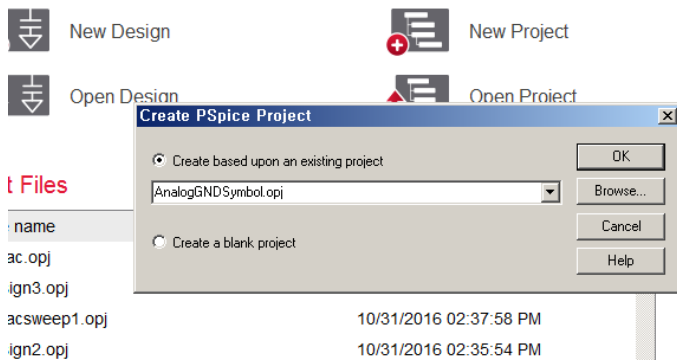 New Design
New Project
Open Design
Open Project
Create PSpice Project
Create based upon an existing project
OK
AnalogGNDSymbol.opj
Browse...
Create a blank project
Cancel
Help
t Files
name
ac.opj
ign3.opj
acsweep1.opj 10/31/2016 02:37:58 PM
ign2.opj 10/31/2016 02:35:54 PM